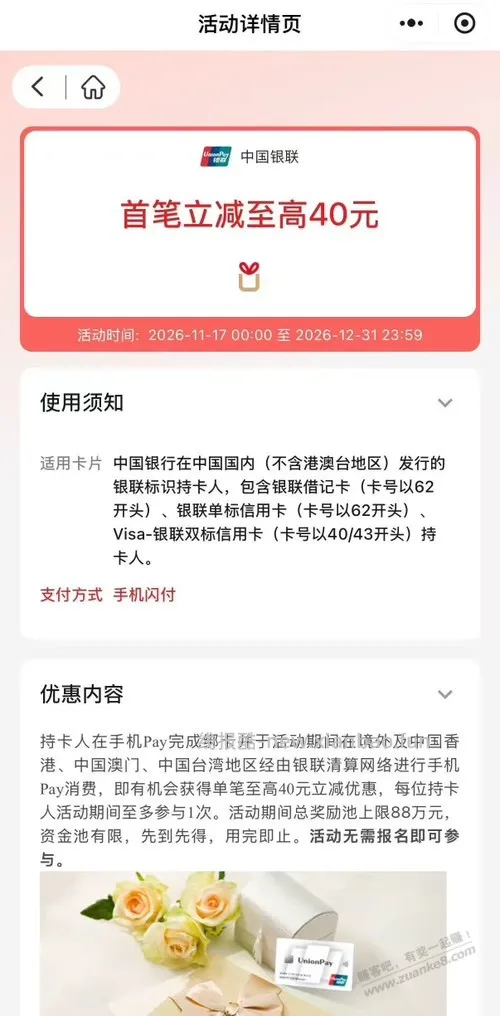 活动详情页
UnionPay
银联
中国银联
首笔立减至高40元
活动时间：2026-11-17 00:00 至 2026-12-31 23:59
使用须知
适用卡片 中国银行在中国国内（不含港澳台地区）发行的
银联标识持卡人，包含银联借记卡（卡号以62
开头）、银联单标信用卡（卡号以62开头）、
Visa-银联双标信用卡（卡号以40/43开头）持
卡人。
支付方式 手机闪付
优惠内容
持卡人在手机Pay完成绑卡并于活动期间在境外及中国香
港、中国澳门、中国台湾地区经由银联清算网络进行手机
Pay消费，即有机会获得单笔至高40元立减优惠，每位持卡
人活动期间至多参与1次。活动期间总奖励池上限88万元，
资金池有限，先到先得，用完即止。活动无需报名即可参
与。
UnionPay
赚客吧，有奖一起赚！
www.zuanke8.com